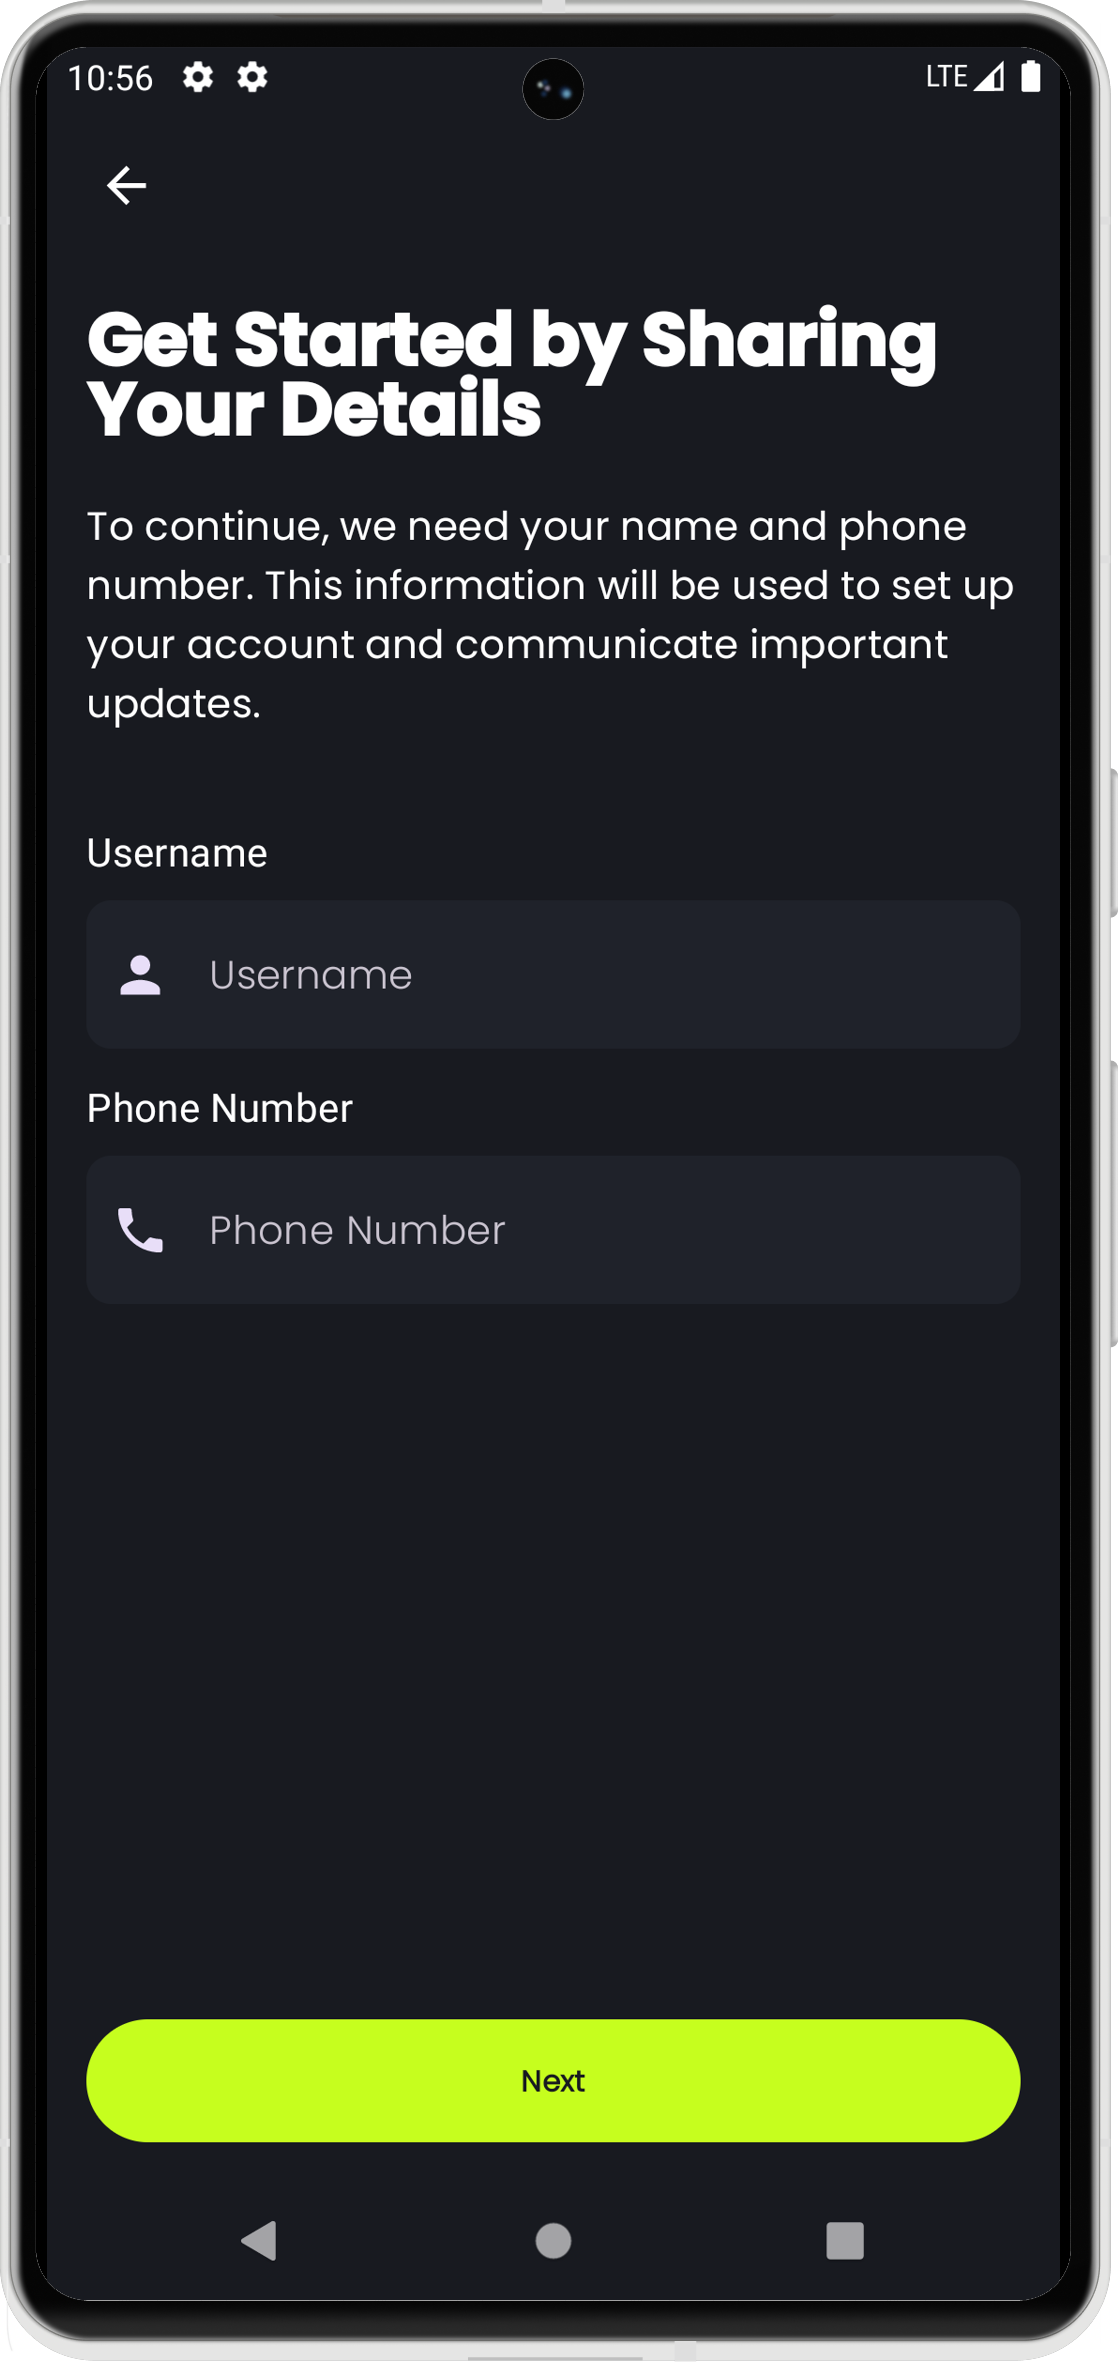 10:56
LTE
Get Started by Sharing
Your Details
To continue, we need your name and phone
number. This information will be used to set up
your account and communicate important
updates.
Username
Username
Phone Number
Phone Number
Next